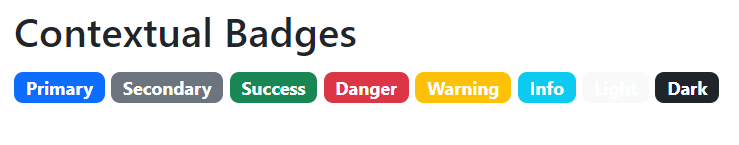 Contextual Badges
Primary Secondary Success Danger Warning Info Light Dark